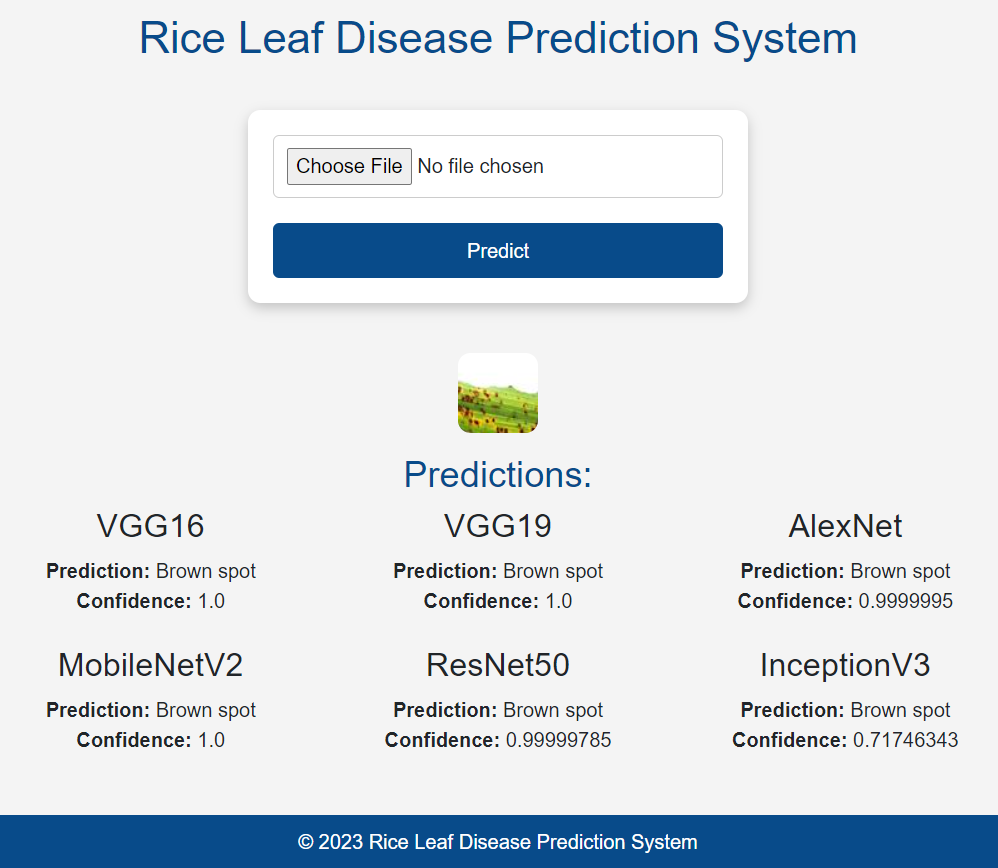 Rice Leaf Disease Prediction System
Choose File No file chosen
Predict
Predictions:
VGG16
Prediction: Brown spot
Confidence: 1.0
VGG19
Prediction: Brown spot
Confidence: 1.0
AlexNet
Prediction: Brown spot
Confidence: 0.9999995
MobileNetV2
Prediction: Brown spot
Confidence: 1.0
ResNet50
Prediction: Brown spot
Confidence: 0.99999785
InceptionV3
Prediction: Brown spot
Confidence: 0.71746343
© 2023 Rice Leaf Disease Prediction System